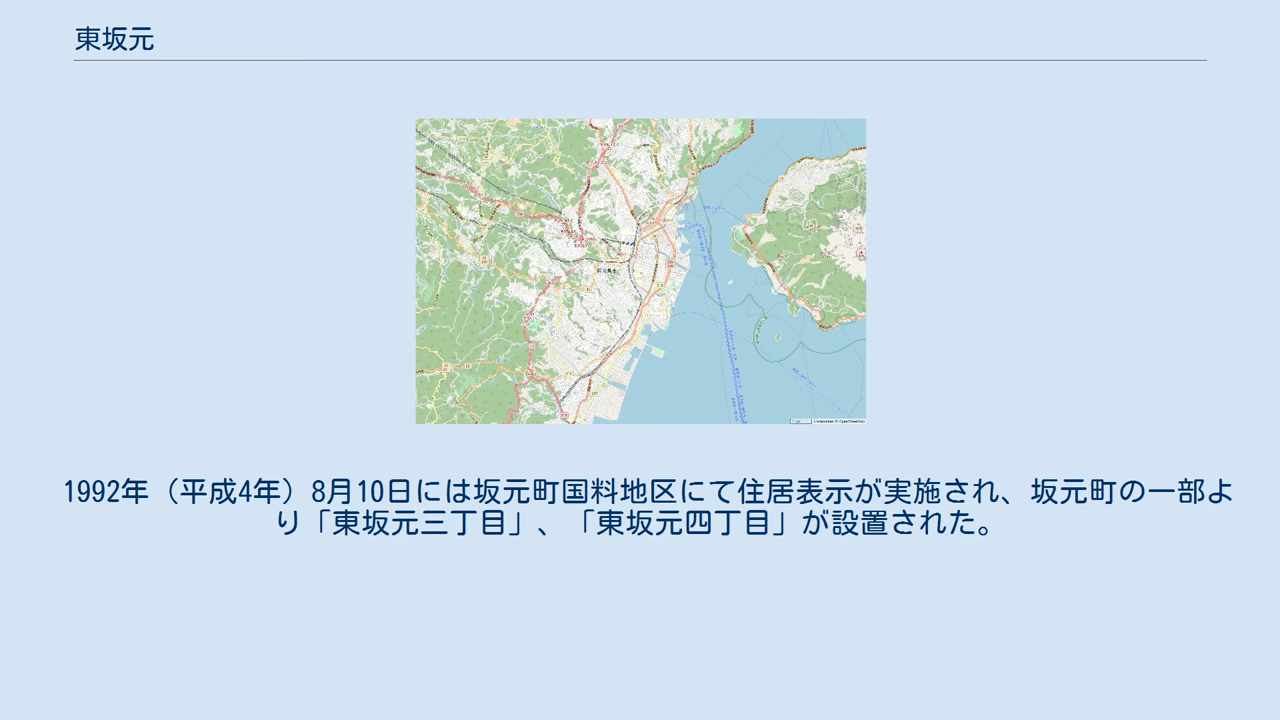 東坂元
1992年（平成4年）8月10日には坂元町国料地区にて住居表示が実施され、坂元町の一部よ
り「東坂元三丁目」、「東坂元四丁目」が設置された。